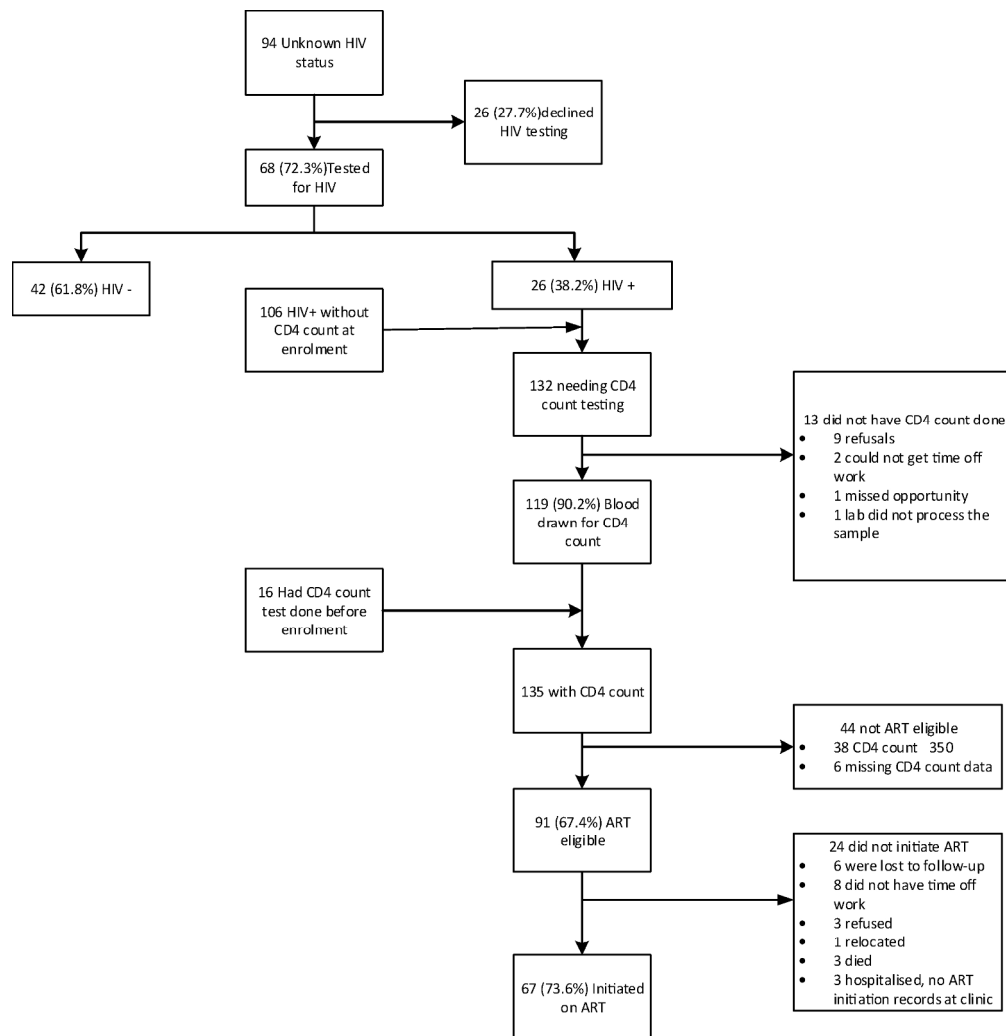 94 Unknown HIV
status
26 (27.7%)declined
HIV testing
68 (72.3%)Tested
for HIV
42 (61.8%) HIV -
26 (38.2%) HIV +
106 HIV+ without
CD4 count at
enrolment
132 needing CD4
count testing
13 did not have CD4 count done
• 9 refusals
• 2 could not get time off
work
• 1 missed opportunity
• 1 lab did not process the
sample
119 (90.2%) Blood
drawn for CD4
count
16 Had CD4 count
test done before
enrolment
135 with CD4 count
44 not ART eligible
• 38 CD4 count 350
• 6 missing CD4 count data
91 (67.4%) ART
eligible
24 did not initiate ART
• 6 were lost to follow-up
• 8 did not have time off
work
• 3 refused
• 1 relocated
• 3 died
• 3 hospitalised, no ART
initiation records at clinic
67 (73.6%) Initiated
on ART